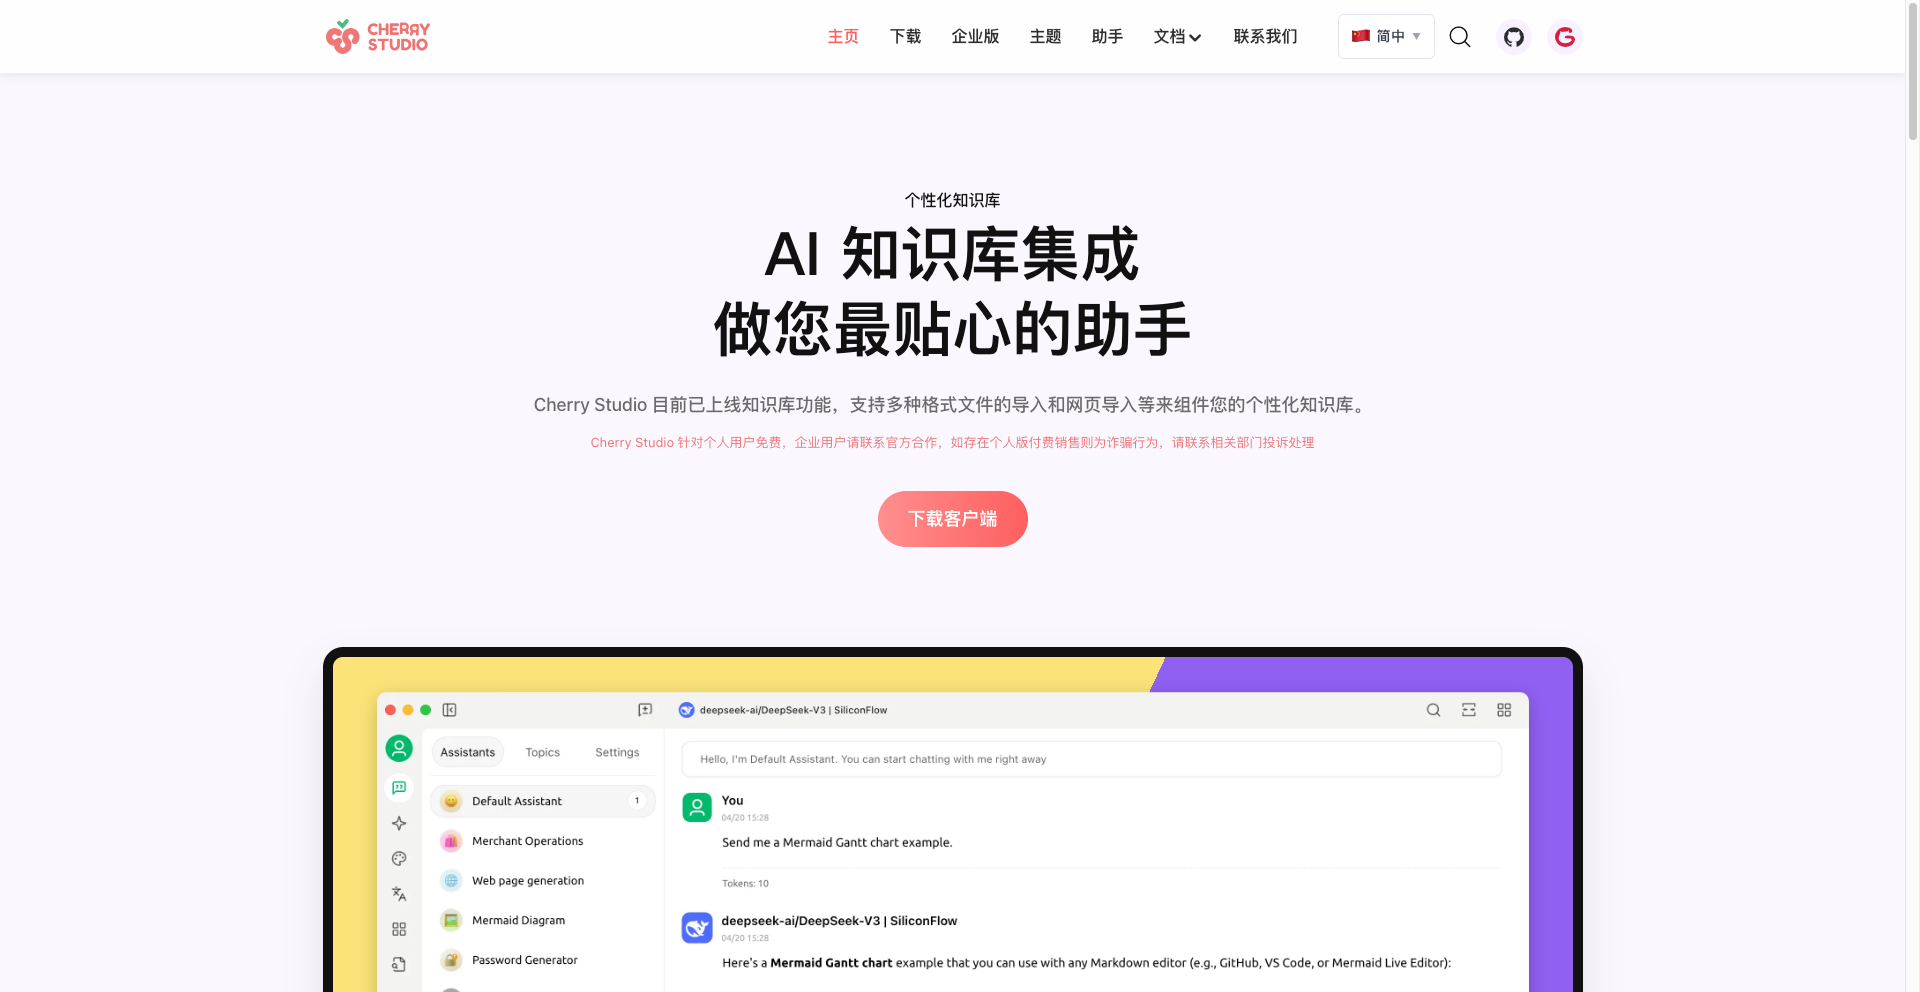 CHERRY
STUDIO
主页
下载
企业版
主题
助手
文档
联系我们
简中
个性化知识库
AI 知识库集成
做您最贴心的助手
Cherry Studio 目前已上线知识库功能，支持多种格式文件的导入和网页导入等来组件您的个性化知识库。
Cherry Studio 针对个人用户免费，企业用户请联系官方合作，如存在个人版付费销售则为诈骗行为，请联系相关部门投诉处理
下载客户端
deepseek-ai/DeepSeek-V3 | SiliconFlow
Assistants
Topics
Settings
Hello, I'm Default Assistant. You can start chatting with me right away
Default Assistant
1
Merchant Operations
Web page generation
Mermaid Diagram
Password Generator
You
04/20 15:28
Send me a Mermaid Gantt chart example.
Tokens: 10
deepseek-ai/DeepSeek-V3 | SiliconFlow
04/20 15:28
Here's a Mermaid Gantt chart example that you can use with any Markdown editor (e.g., GitHub, VS Code, or Mermaid Live Editor):